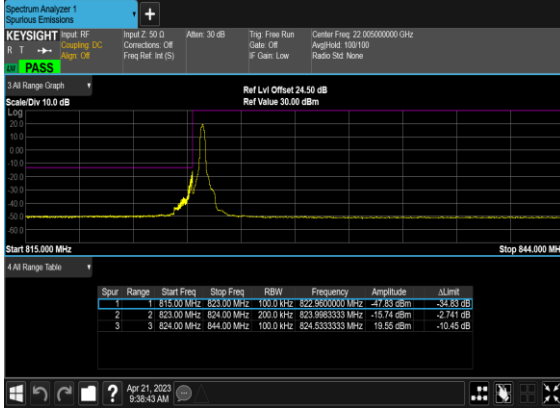 Spectrum Analyzer 1
Spurious Emissions
KEYSIGHT Input: RF Input Z: 50 Ω Atten: 30 dB Trig: Free Run Center Freq: 22.005000000 GHz
R T Coupling: DC Corrections: Off Gate: Off Avg|Hold: 100/100
Align: Off Freq Ref: Int (S) IF Gain: Low Radio Std: None
PASS
3.All Range Graph Ref Lvl Offset 24.50 dB
Scale/Div 10.0 dB Ref Value 30.00 dBm
Log
20.0
10.0
0.00
-10.0
-20.0
-30.0
-40.0
-50.0
-60.0
Start 815.000 MHz Stop 844.000 MH
4.All Range Table
Spur Range Start Freq Stop Freq RBW Frequency Amplitude ΔLimit
1 1 815.00 MHz 823.00 MHz 100.0 kHz 822.9600000 MHz -47.83 dBm -34.83 dB
2 2 823.00 MHz 824.00 MHz 200.0 kHz 823.9983333 MHz -15.74 dBm -2.741 dB
3 3 824.00 MHz 844.00 MHz 100.0 kHz 824.5333333 MHz 19.55 dBm -10.45 dB
Apr 21, 2023
9:38:43 AM